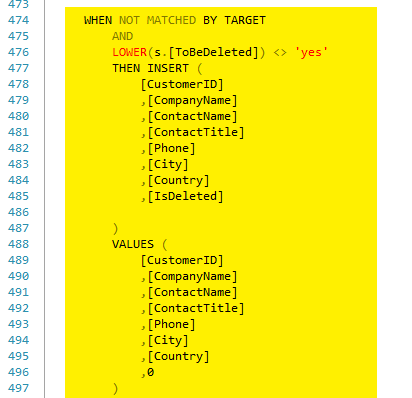 473
474 WHEN NOT MATCHED BY TARGET
475 AND
476 LOWER(s.[ToBeDeleted]) <> 'yes'
477 THEN INSERT (
478 [CustomerID]
479 ,[CompanyName]
480 ,[ContactName]
481 ,[ContactTitle]
482 ,[Phone]
483 ,[City]
484 ,[Country]
485 ,[IsDeleted]
486
487 )
488 VALUES (
489 [CustomerID]
490 ,[CompanyName]
491 ,[ContactName]
492 ,[ContactTitle]
493 ,[Phone]
494 ,[City]
495 ,[Country]
496 ,0
497 )